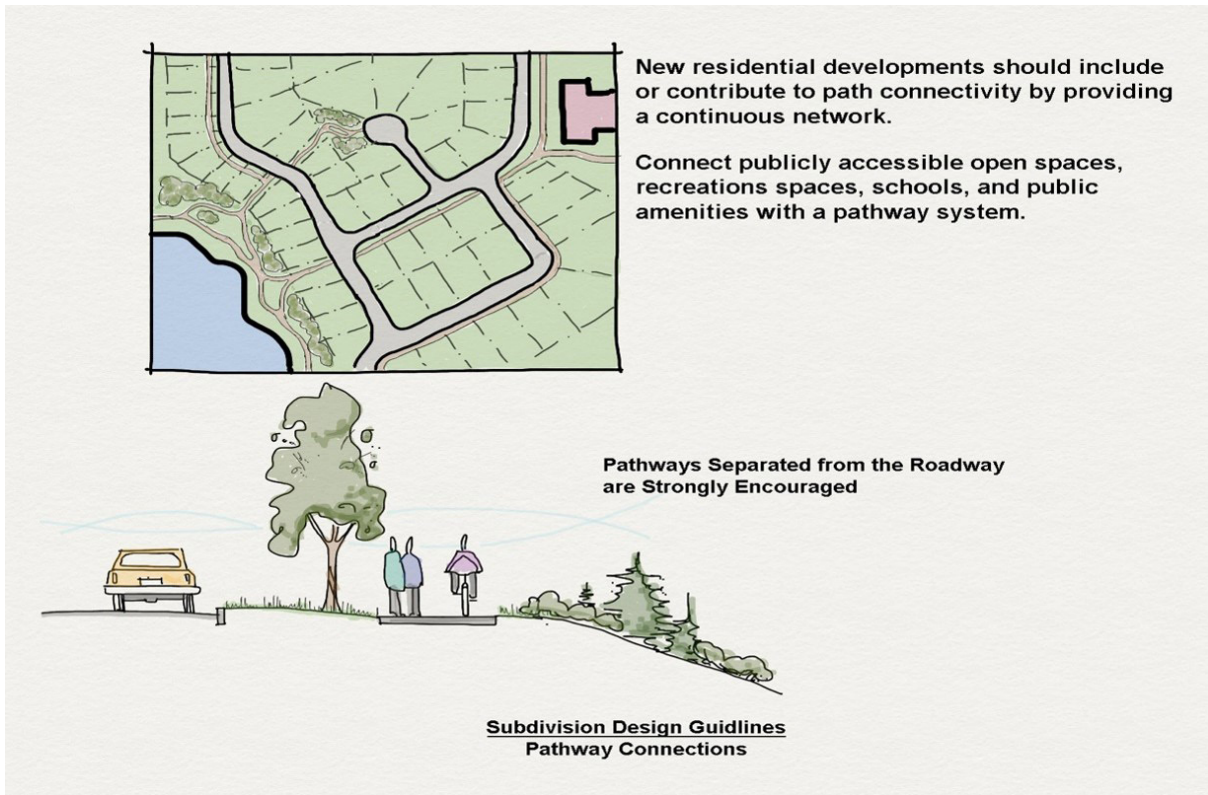 New residential developments should include
or contribute to path connectivity by providing
a continuous network.
Connect publicly accessible open spaces,
recreations spaces, schools, and public
amenities with a pathway system.
Pathways Separated from the Roadway
are Strongly Encouraged
Subdivision Design Guidlines
Pathway Connections